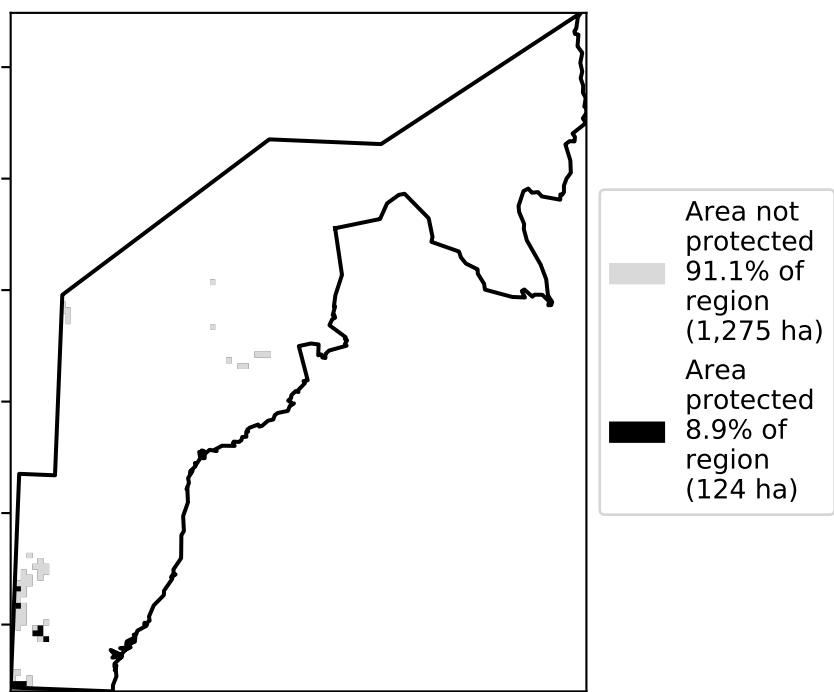 Area not
protected
91.1% of
region
(1,275 ha)
Area
protected
8.9% of
region
(124 ha)